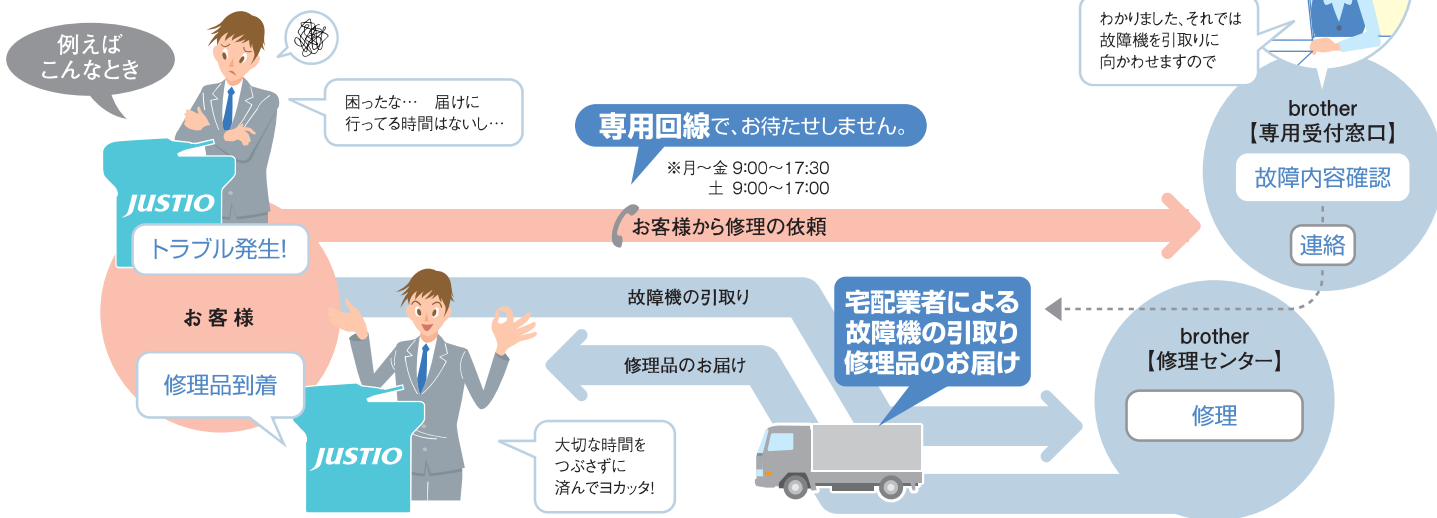 例えば
こんなとき
困ったな… 届けに
行ってる時間はないし…
専用回線で、お待たせしません。
※月～金 9:00～17:30
土 9:00～17:00
わかりました、それでは
故障機を引取りに
向かわせますので
brother
【専用受付窓口】
故障内容確認
連絡
JUSTIO
トラブル発生!
お客様から修理の依頼
お客様
故障機の引取り
宅配業者による
故障機の引取り
修理品のお届け
修理品のお届け
brother
【修理センター】
修理
修理品到着
JUSTIO
大切な時間を
つぶさずに
済んでヨカッタ!